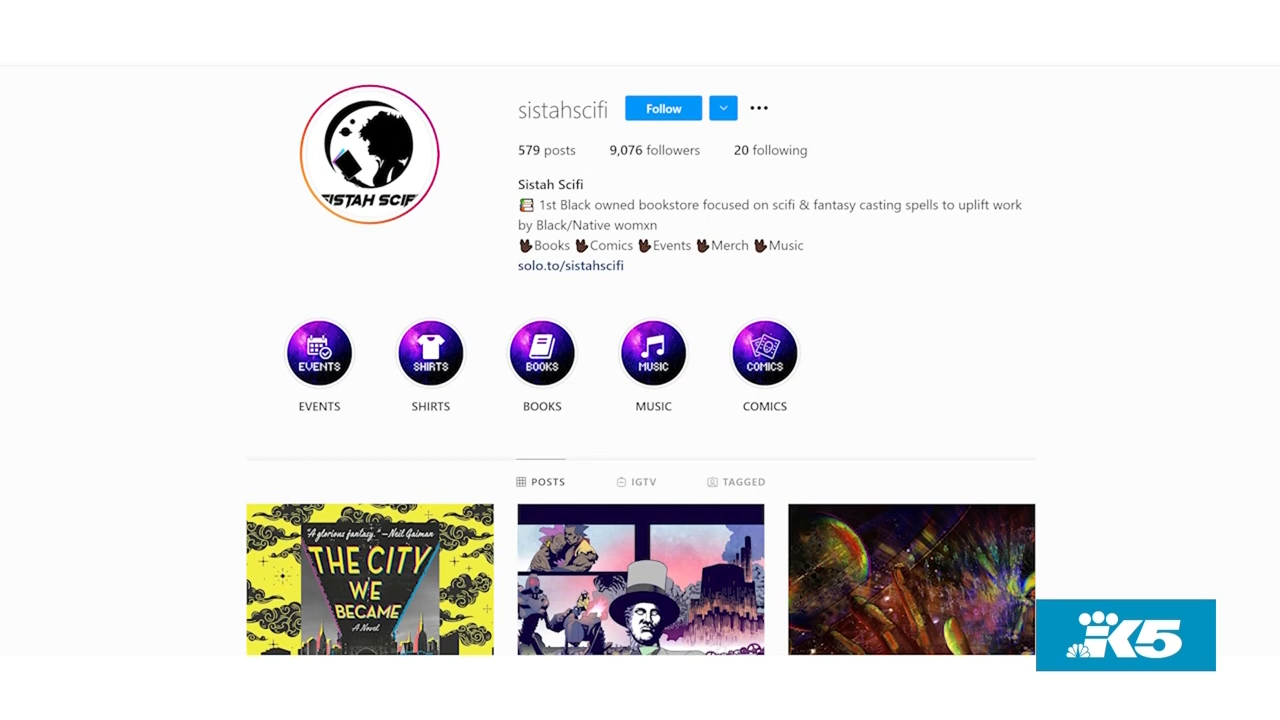 sistahscifi Follow
579 posts 9,076 followers 20 following
SISTAH SCIFI
Sistah Scifi
1st Black owned bookstore focused on scifi & fantasy casting spells to uplift work
by Black/Native womxn
Books Comics Events Merch Music
solo.to/sistahscifi
EVENTS SHIRTS BOOKS MUSIC COMICS
EVENTS SHIRTS BOOKS MUSIC COMICS
POSTS IGTV TAGGED
"A glorious fantasy." —Neil Gaiman
THE CITY
WE
BECAME
A Novel
K5